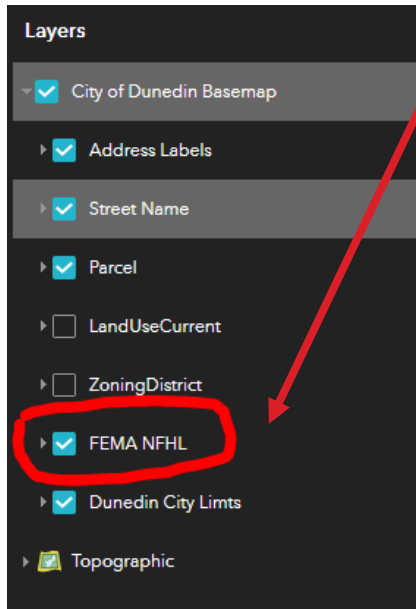 Layers
City of Dunedin Basemap
Address Labels
Street Name
Parcel
LandUseCurrent
ZoningDistrict
FEMA NFHL
Dunedin City Limts
Topographic